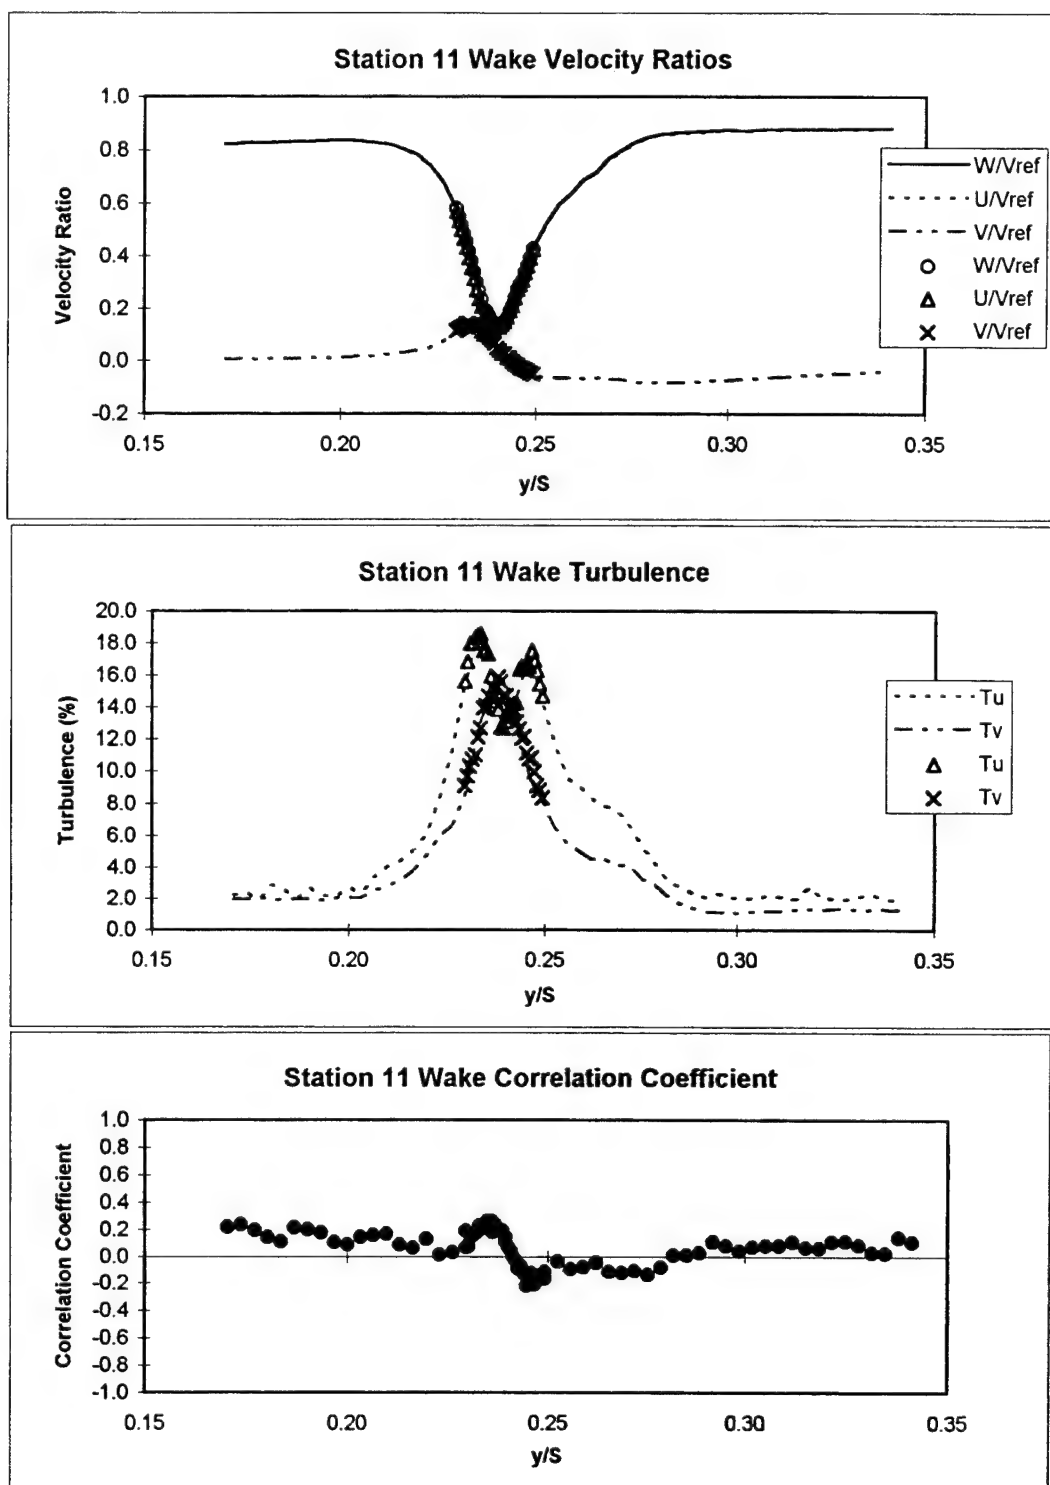 Station 11 Wake Velocity Ratios
1.0
0.8
0.6
0.4
0.2
0.0
-0.2
Velocity Ratio
0.15 0.20 0.25 0.30 0.35
y/S
W/Vref
U/Vref
V/Vref
W/Vref
U/Vref
V/Vref
Station 11 Wake Turbulence
20.0
18.0
16.0
14.0
12.0
10.0
8.0
6.0
4.0
2.0
0.0
Turbulence (%)
0.15 0.20 0.25 0.30 0.35
y/S
Tu
Tv
Tu
Tv
Station 11 Wake Correlation Coefficient
1.0
0.8
0.6
0.4
0.2
0.0
-0.2
-0.4
-0.6
-0.8
-1.0
Correlation Coefficient
0.15 0.20 0.25 0.30 0.35
y/S